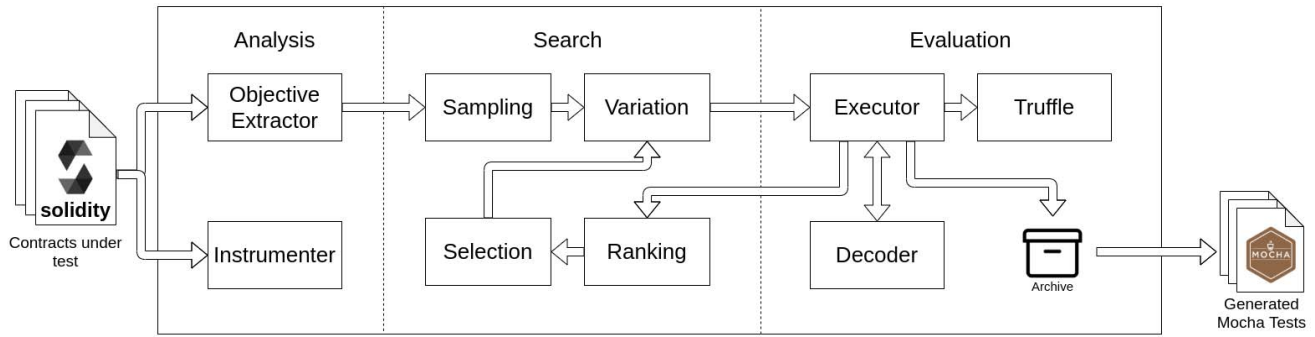 Analysis
Search
Evaluation
Objective
Extractor
Sampling
Variation
Executor
Truffle
solidity
Contracts under
test
Instrumenter
Selection
Ranking
Decoder
Archive
MOCHA
Generated
Mocha Tests